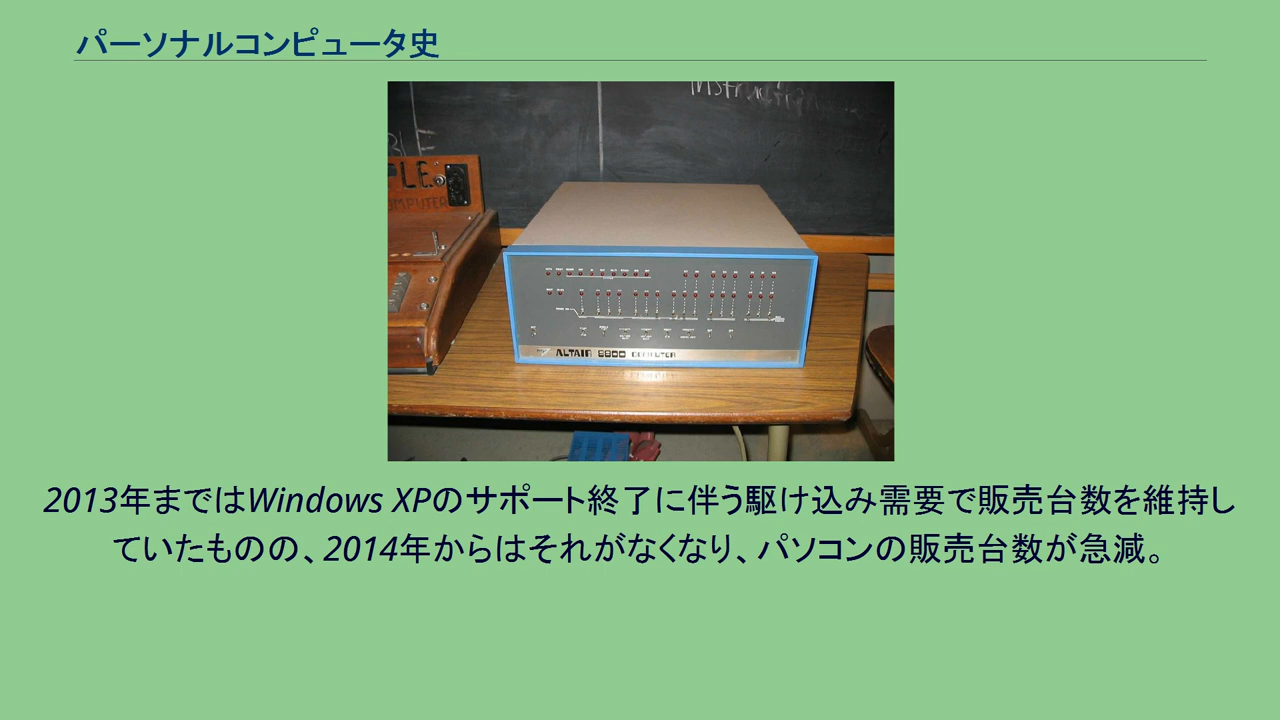 パーソナルコンピュータ史
Instruction
PLE
COMPUTER
ALTAIR 8800 COMPUTER
2013年まではWindows XPのサポート終了に伴う駆け込み需要で販売台数を維持し
ていたものの、2014年からはそれがなくなり、パソコンの販売台数が急減。